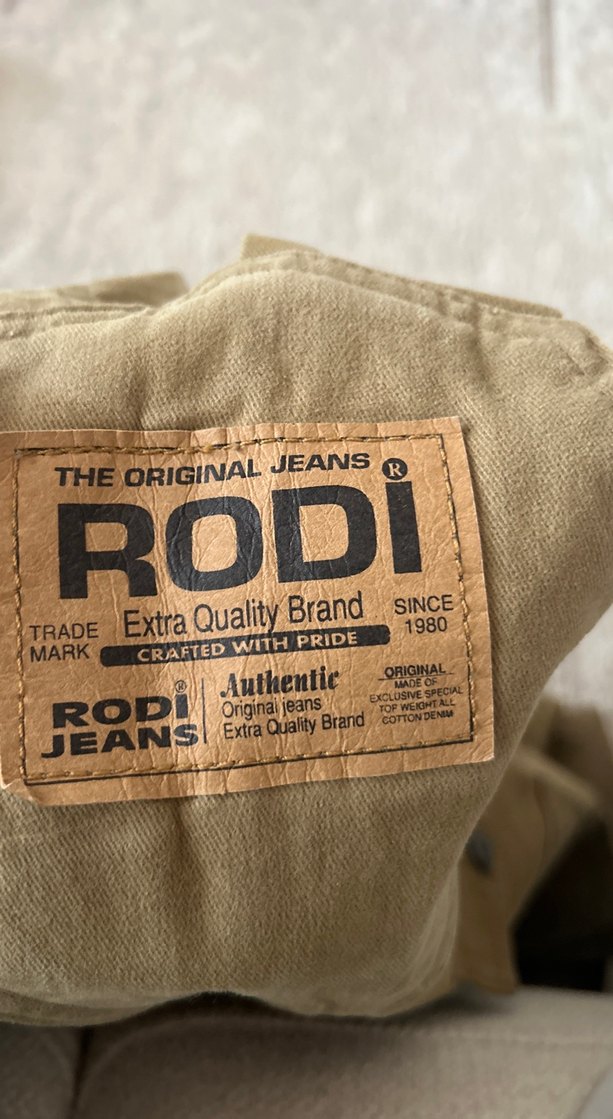 THE ORIGINAL JEANS ®
RODİ
Extra Quality Brand
TRADE
MARK
SINCE
1980
CRAFTED WITH PRIDE
RODİ®
JEANS
Authentic
Original jeans
Extra Quality Brand
ORIGINAL
MADE OF
EXCLUSIVE SPECIAL
TOP WEIGHT ALL
COTTON DENIM